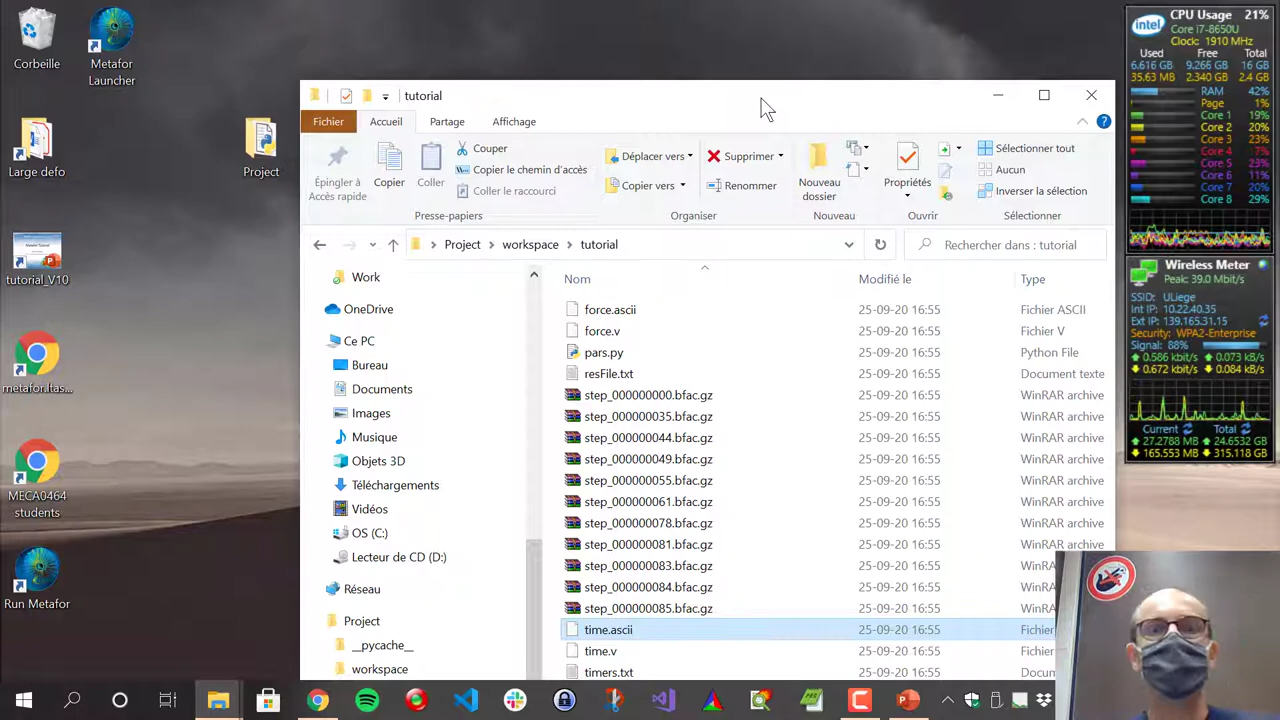 Corbeille
Metafor
Launcher
Large defo
Project
tutorial_V10
metafor.ltas...
MECA0464
students
Run Metafor
tutorial
Fichier
Accueil
Partage
Affichage
Épingler à
Accès rapide
Copier
Coller
Couper
Copier le chemin d'accès
Coller le raccourci
Presse-papiers
Déplacer vers
Copier vers
Supprimer
Renommer
Organiser
Nouveau
dossier
Nouveau
Propriétés
Ouvrir
Sélectionner tout
Aucun
Inverser la sélection
Sélectionner
Project > workspace > tutorial
Rechercher dans : tutorial
Work
OneDrive
Ce PC
Bureau
Documents
Images
Musique
Objets 3D
Téléchargements
Vidéos
OS (C:)
Lecteur de CD (D:)
Réseau
Project
__pycache__
workspace
Nom Modifié le Type
force.ascii 25-09-20 16:55 Fichier ASCII
force.v 25-09-20 16:55 Fichier V
pars.py 25-09-20 16:55 Python File
resFile.txt 25-09-20 16:55 Document texte
step_000000000.bfac.gz 25-09-20 16:55 WinRAR archive
step_000000035.bfac.gz 25-09-20 16:55 WinRAR archive
step_000000044.bfac.gz 25-09-20 16:55 WinRAR archive
step_000000049.bfac.gz 25-09-20 16:55 WinRAR archive
step_000000055.bfac.gz 25-09-20 16:55 WinRAR archive
step_000000061.bfac.gz 25-09-20 16:55 WinRAR archive
step_000000078.bfac.gz 25-09-20 16:55 WinRAR archive
step_000000081.bfac.gz 25-09-20 16:55 WinRAR archive
step_000000083.bfac.gz 25-09-20 16:55 WinRA
step_000000084.bfac.gz 25-09-20 16:55 WinRA
step_000000085.bfac.gz 25-09-20 16:55 WinRA
time.ascii 25-09-20 16:55 Fichier
time.v 25-09-20 16:55 Fichier
timers.txt 25-09-20 16:55 Docum
intel
CPU Usage 21%
Core i7-8650U
Clock: 1910 MHz
Used Free Total
6.616 GB 9.266 GB 16 GB
35.63 MB 2.340 GB 2.4 GB
RAM 42%
Page 1%
Core 1 19%
Core 2 20%
Core 3 23%
Core 4 7%
Core 5 23%
Core 6 11%
Core 7 20%
Core 8 29%
Wireless Meter
Peak: 39.0 Mbit/s
SSID: ULiege
Int IP: 10.22.40.35
Ext IP: 139.165.31.15
Security: WPA2-Enterprise
Signal: 88%
0.586 kbit/s 0.073 kB/s
0.672 kbit/s 0.084 kB/s
Current Total
27.2788 MB 24.6532 GB
165.553 MB 315.118 GB